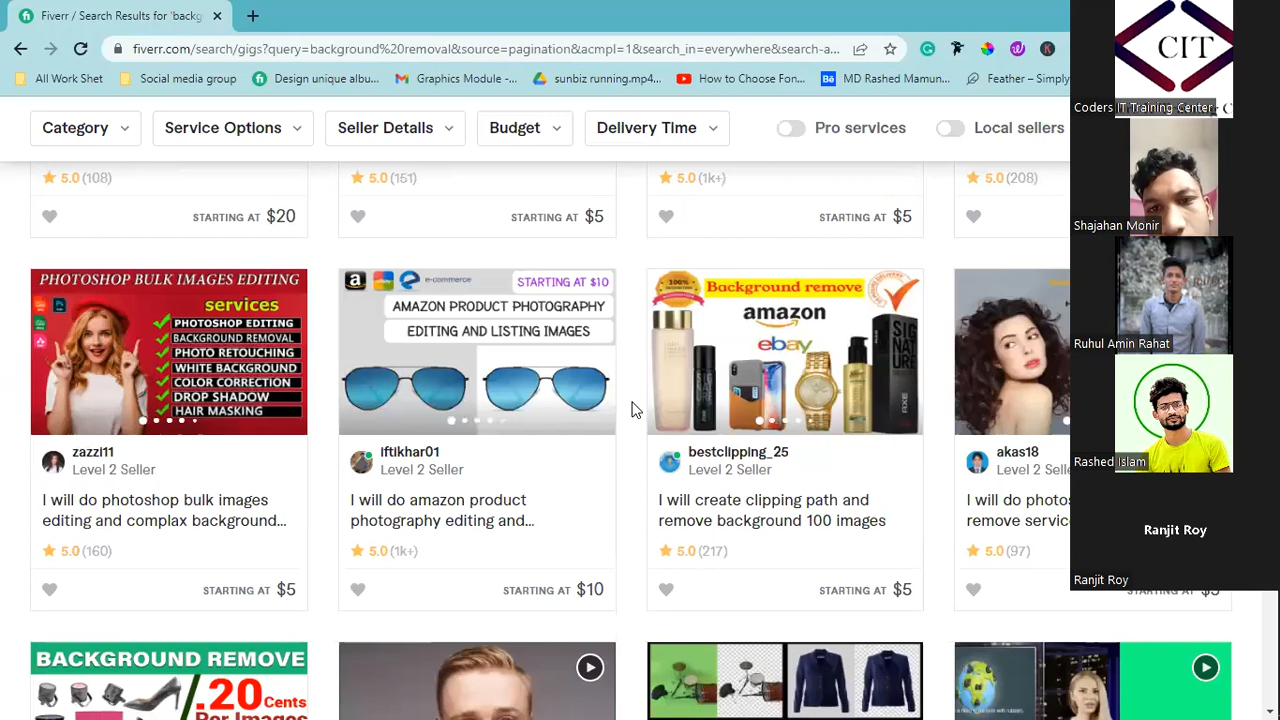 Fiverr / Search Results for 'backg
fiverr.com/search/gigs?query=background%20removal&source=pagination&acmpl=1&search_in=everywhere&search-a...
All Work Shet
Social media group
Design unique albu...
Graphics Module -...
sunbiz running.mp4...
How to Choose Fon...
MD Rashed Mamun...
Feather – Simply
Category
Service Options
Seller Details
Budget
Delivery Time
Pro services
Local sellers
5.0 (108)
STARTING AT $20
5.0 (151)
STARTING AT $5
5.0 (1k+)
STARTING AT $5
5.0 (208)
PHOTOSHOP BULK IMAGES EDITING
services
PHOTOSHOP EDITING
BACKGROUND REMOVAL
PHOTO RETOUCHING
WHITE BACKGROUND
COLOR CORRECTION
DROP SHADOW
HAIR MASKING
zazzi11
Level 2 Seller
I will do photoshop bulk images
editing and complax background...
5.0 (160)
STARTING AT $5
e-commerce
STARTING AT $10
AMAZON PRODUCT PHOTOGRAPHY
EDITING AND LISTING IMAGES
iftikhar01
Level 2 Seller
I will do amazon product
photography editing and...
5.0 (1k+)
STARTING AT $10
100%
Background remove
amazon
ebay
SIGNATURE
AXE
bestclipping_25
Level 2 Seller
I will create clipping path and
remove background 100 images
5.0 (217)
STARTING AT $5
akas18
Level 2 Selle
I will do photos
remove service
5.0 (97)
STARTING AT $5
BACKGROUND REMOVE
.20 Cents
Per Images
CIT
Coders IT Training Center
Shajahan Monir
Ruhul Amin Rahat
Rashed Islam
Ranjit Roy
Ranjit Roy